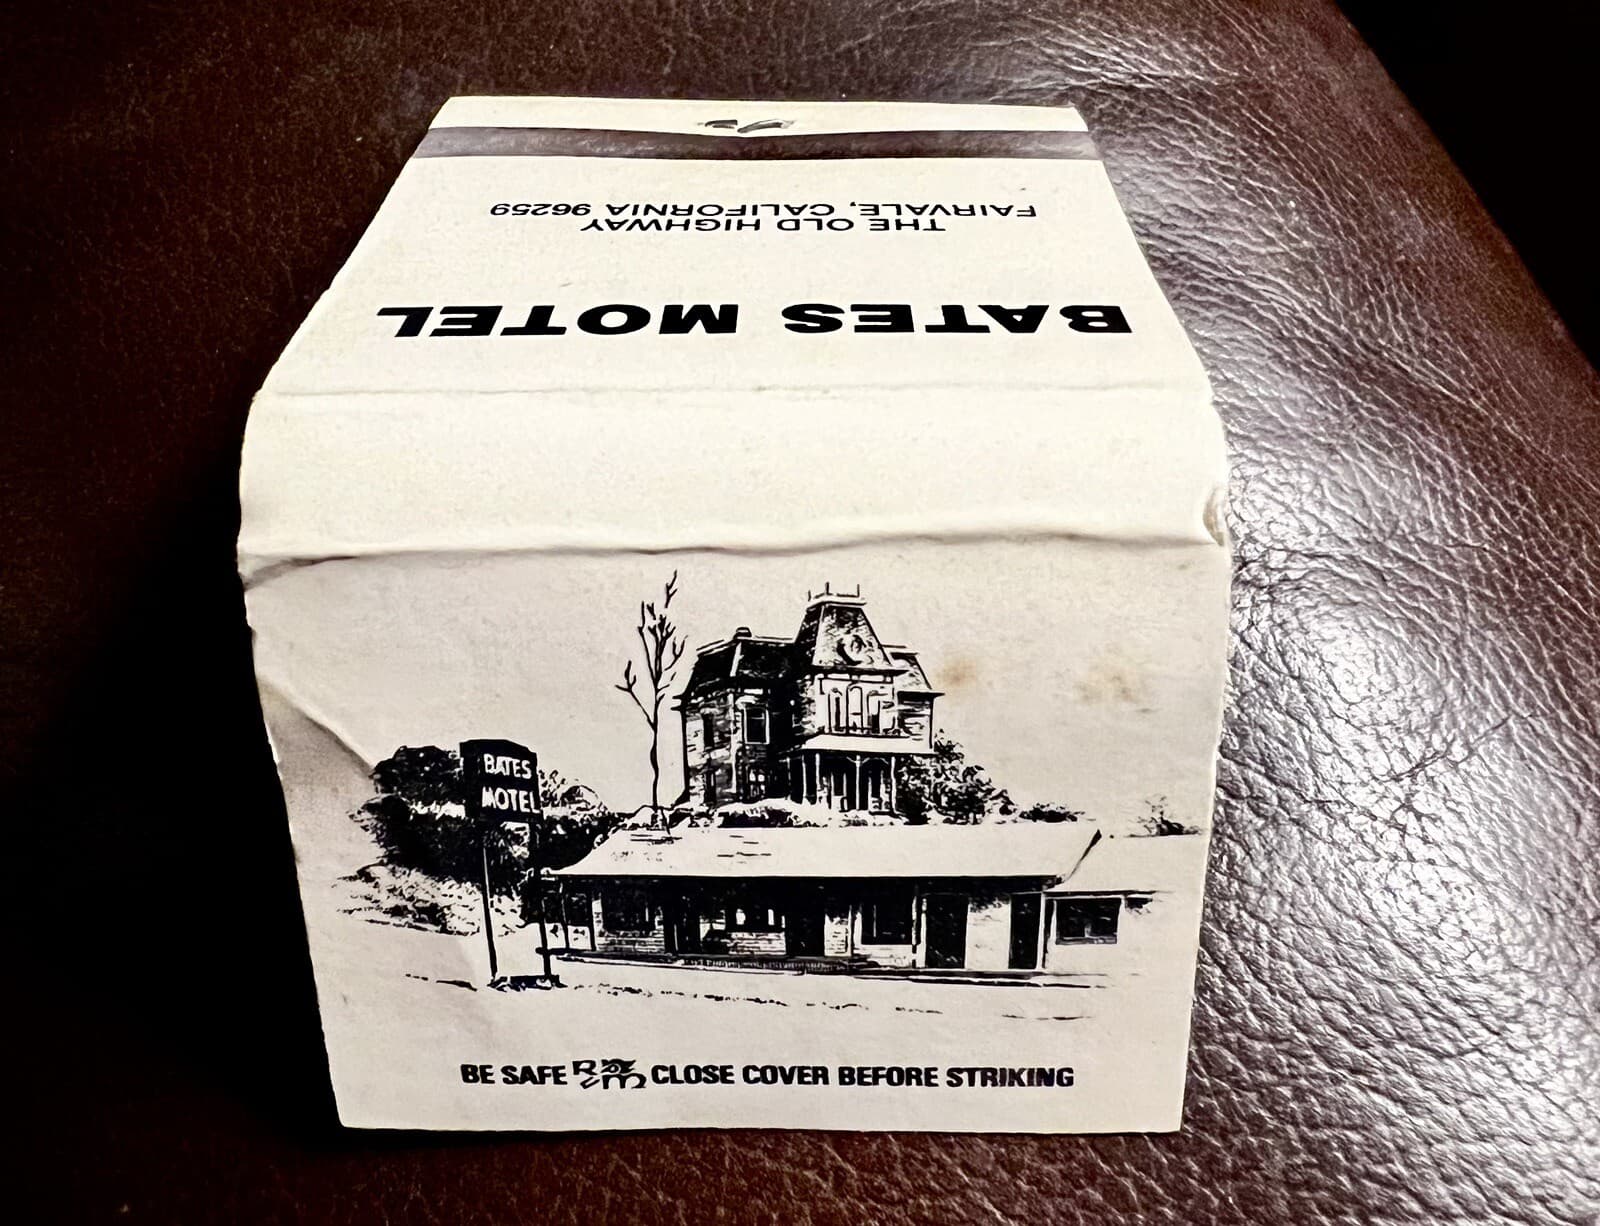 BATES MOTEL
THE OLD HIGHWAY
FAIRVALE, CALIFORNIA 96259
BATES
MOTEL
BE SAFE CLOSE COVER BEFORE STRIKING